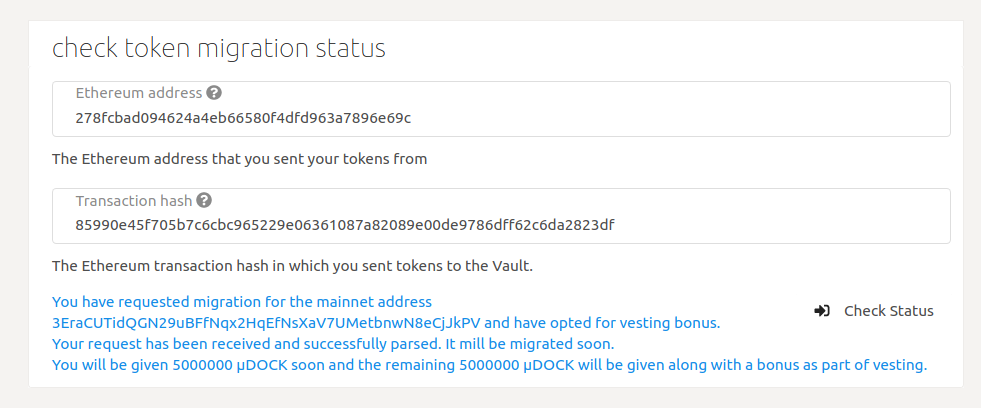 check token migration status
Ethereum address
278fcbad094624a4eb66580f4dfd963a7896e69c
The Ethereum address that you sent your tokens from
Transaction hash
85990e45f705b7c6cbc965229e06361087a82089e00de9786dff62c6da2823df
The Ethereum transaction hash in which you sent tokens to the Vault.
You have requested migration for the mainnet address
3EraCUTidQGN29uBFfNqx2HqEfNsXaV7UMetbnwN8eCjJkPV and have opted for vesting bonus.
Your request has been received and successfully parsed. It mill be migrated soon.
You will be given 5000000 µDOCK soon and the remaining 5000000 µDOCK will be given along with a bonus as part of vesting.
Check Status